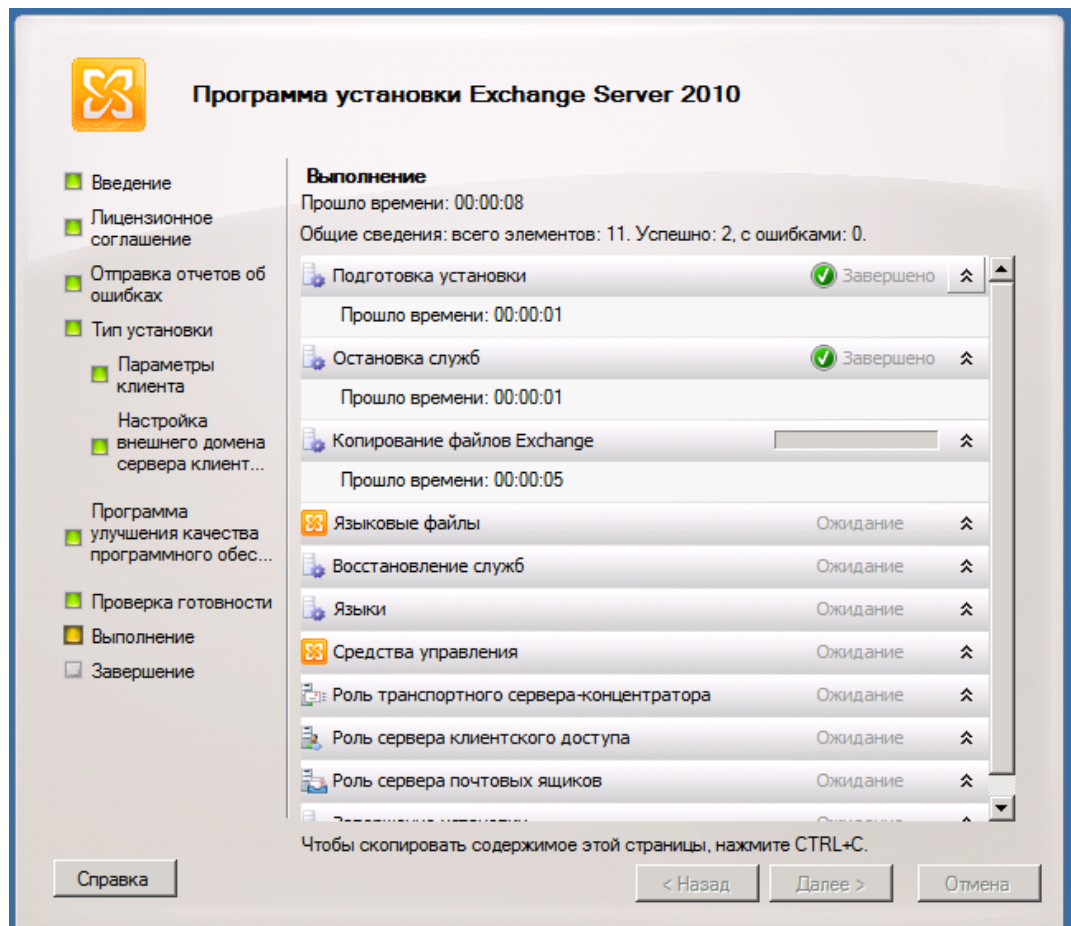 Программа установки Exchange Server 2010
Введение
Лицензионное
соглашение
Отправка отчетов об
ошибках
Тип установки
Параметры
клиента
Настройка
внешнего домена
сервера клиент...
Программа
улучшения качества
программного обес...
Проверка готовности
Выполнение
Завершение
Выполнение
Прошло времени: 00:00:08
Общие сведения: всего элементов: 11. Успешно: 2, с ошибками: 0.
Подготовка установки Завершено
Прошло времени: 00:00:01
Остановка служб Завершено
Прошло времени: 00:00:01
Копирование файлов Exchange
Прошло времени: 00:00:05
Языковые файлы Ожидание
Восстановление служб Ожидание
Языки Ожидание
Средства управления Ожидание
Роль транспортного сервера-концентратора Ожидание
Роль сервера клиентского доступа Ожидание
Роль сервера почтовых ящиков Ожидание
Чтобы скопировать содержимое этой страницы, нажмите CTRL+C.
Справка
< Назад
Далее >
Отмена